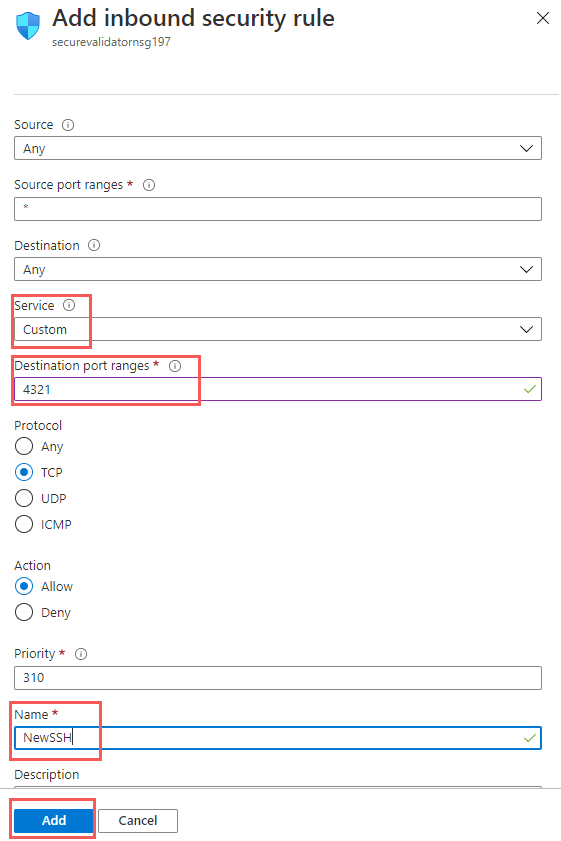 Add inbound security rule
securevalidatornsg197
Source
Any
Source port ranges *
*
Destination
Any
Service
Custom
Destination port ranges *
4321
Protocol
Any
TCP
UDP
ICMP
Action
Allow
Deny
Priority *
310
Name *
NewSSH
Description
Add Cancel